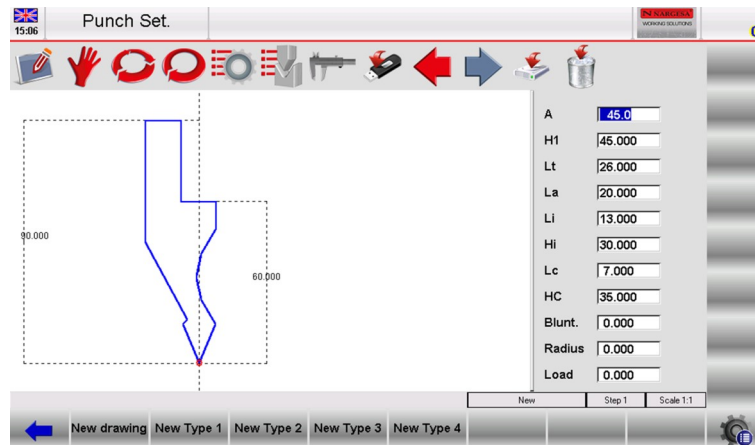 15:06
Punch Set.
NARGESA
WORKING SOLUTIONS
90.000
60.000
A 45.0
H1 45.000
Lt 26.000
La 20.000
Li 13.000
Hi 30.000
Lc 7.000
HC 35.000
Blunt. 0.000
Radius 0.000
Load 0.000
New Step 1 Scale 1:1
New drawing New Type 1 New Type 2 New Type 3 New Type 4